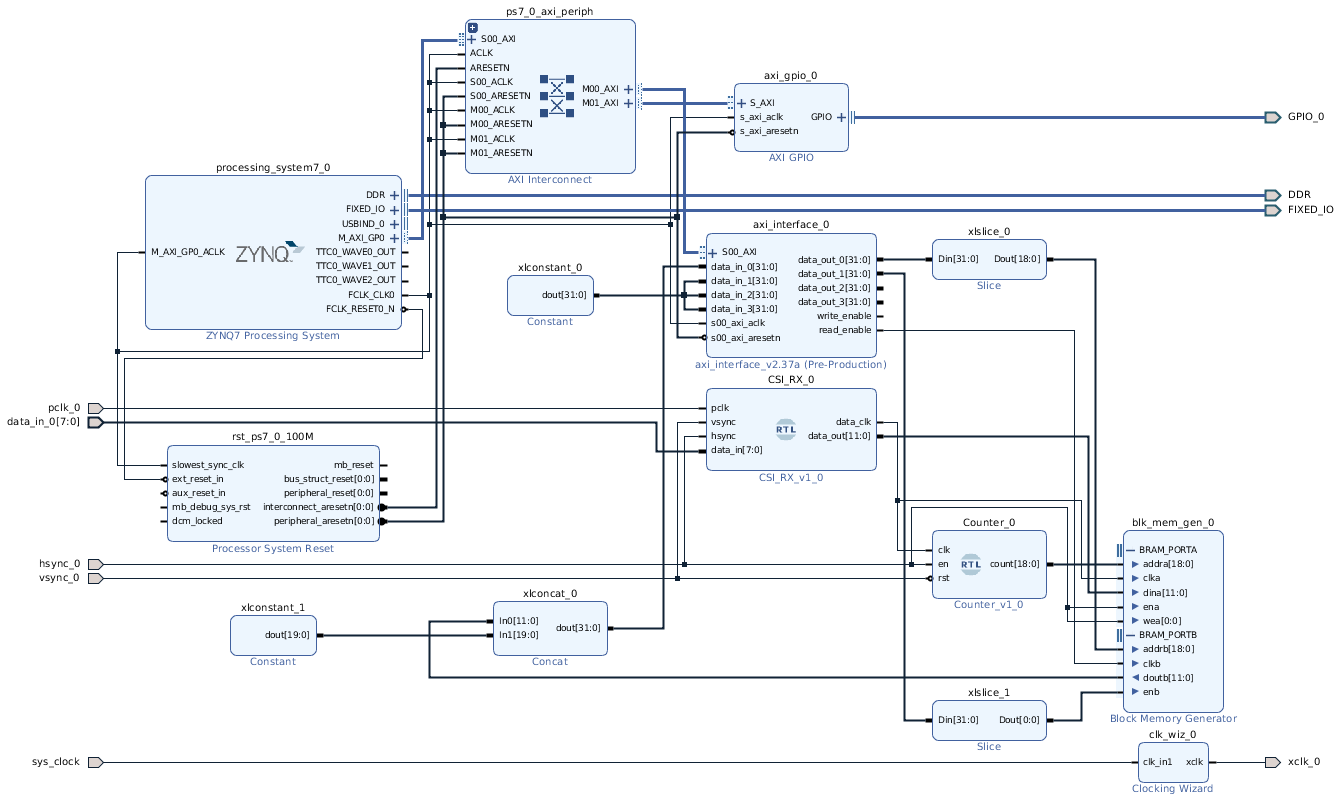 ps7_0_axi_periph
S00_AXI
ACLK
ARESETN
S00_ACLK
S00_ARESETN
M00_ACLK
M00_ARESETN
M01_ACLK
M01_ARESETN
M00_AXI
M01_AXI
AXI Interconnect
axi_gpio_0
S_AXI
s_axi_aclk
s_axi_aresetn
GPIO
AXI GPIO
GPIO_0
processing_system7_0
M_AXI_GP0_ACLK
ZYNQ
DDR
FIXED_IO
USBIND_0
M_AXI_GP0
TTC0_WAVE0_OUT
TTC0_WAVE1_OUT
TTC0_WAVE2_OUT
FCLK_CLK0
FCLK_RESET0_N
ZYNQ7 Processing System
DDR
FIXED_IO
xlconstant_0
dout[31:0]
Constant
axi_interface_0
S00_AXI
data_in_0[31:0]
data_in_1[31:0]
data_in_2[31:0]
data_in_3[31:0]
s00_axi_aclk
s00_axi_aresetn
data_out_0[31:0]
data_out_1[31:0]
data_out_2[31:0]
data_out_3[31:0]
write_enable
read_enable
axi_interface_v2.37a (Pre-Production)
xlslice_0
Din[31:0]
Dout[18:0]
Slice
CSI_RX_0
pclk
vsync
hsync
data_in[7:0]
RTL
data_clk
data_out[11:0]
CSI_RX_v1_0
pclk_0
data_in_0[7:0]
rst_ps7_0_100M
slowest_sync_clk
ext_reset_in
aux_reset_in
mb_debug_sys_rst
dcm_locked
mb_reset
bus_struct_reset[0:0]
peripheral_reset[0:0]
interconnect_aresetn[0:0]
peripheral_aresetn[0:0]
Processor System Reset
hsync_0
vsync_0
Counter_0
clk
en
rst
RTL
count[18:0]
Counter_v1_0
blk_mem_gen_0
BRAM_PORTA
addra[18:0]
clka
dina[11:0]
ena
wea[0:0]
BRAM_PORTB
addrb[18:0]
clkb
doutb[11:0]
enb
Block Memory Generator
xlconstant_1
dout[19:0]
Constant
xlconcat_0
In0[11:0]
In1[19:0]
dout[31:0]
Concat
xlslice_1
Din[31:0]
Dout[0:0]
Slice
sys_clock
clk_wiz_0
clk_in1
xclk
Clocking Wizard
xclk_0